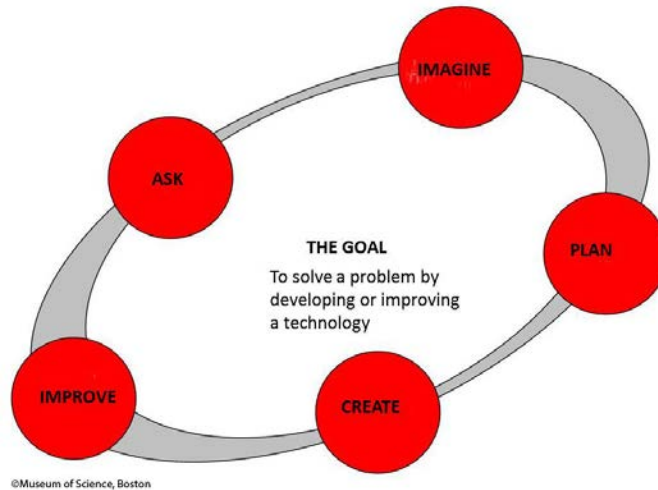 IMAGINE
ASK
PLAN
THE GOAL
To solve a problem by
developing or improving
a technology
IMPROVE
CREATE
©Museum of Science, Boston